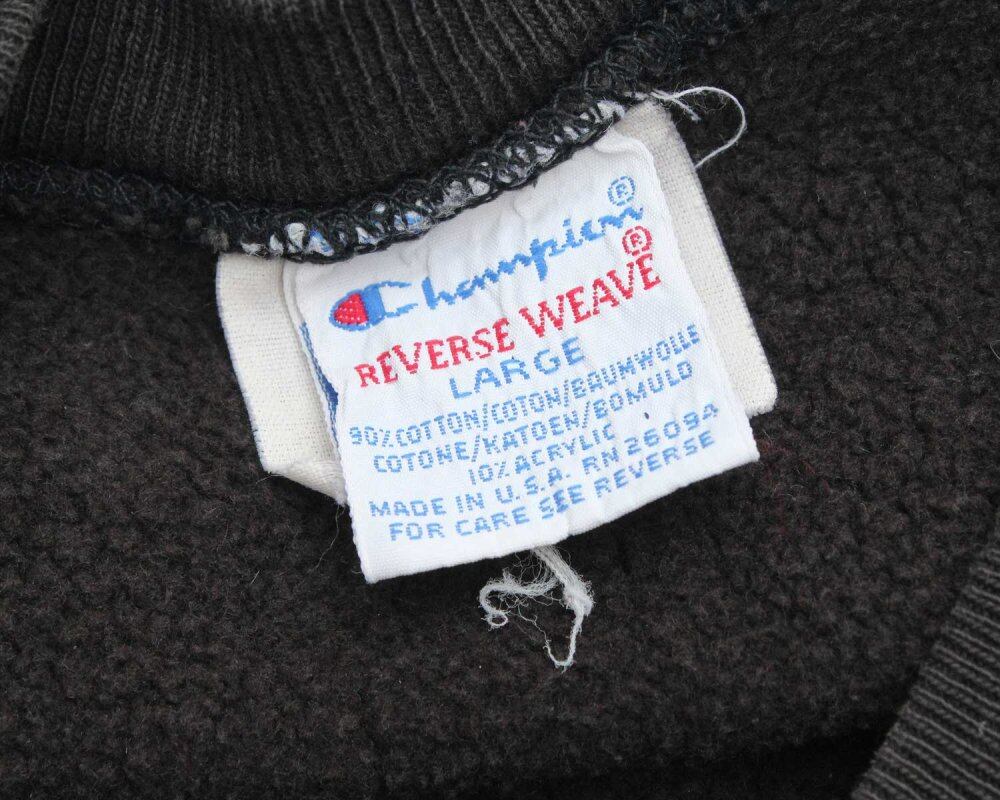 Champion®
REVERSE WEAVE®
LARGE
90%COTTON/COTON/BAUMWOLLE
COTONE/KATOEN/BOMULD
10%ACRYLIC
MADE IN U.S.A. RN 26094
FOR CARE SEE REVERSE